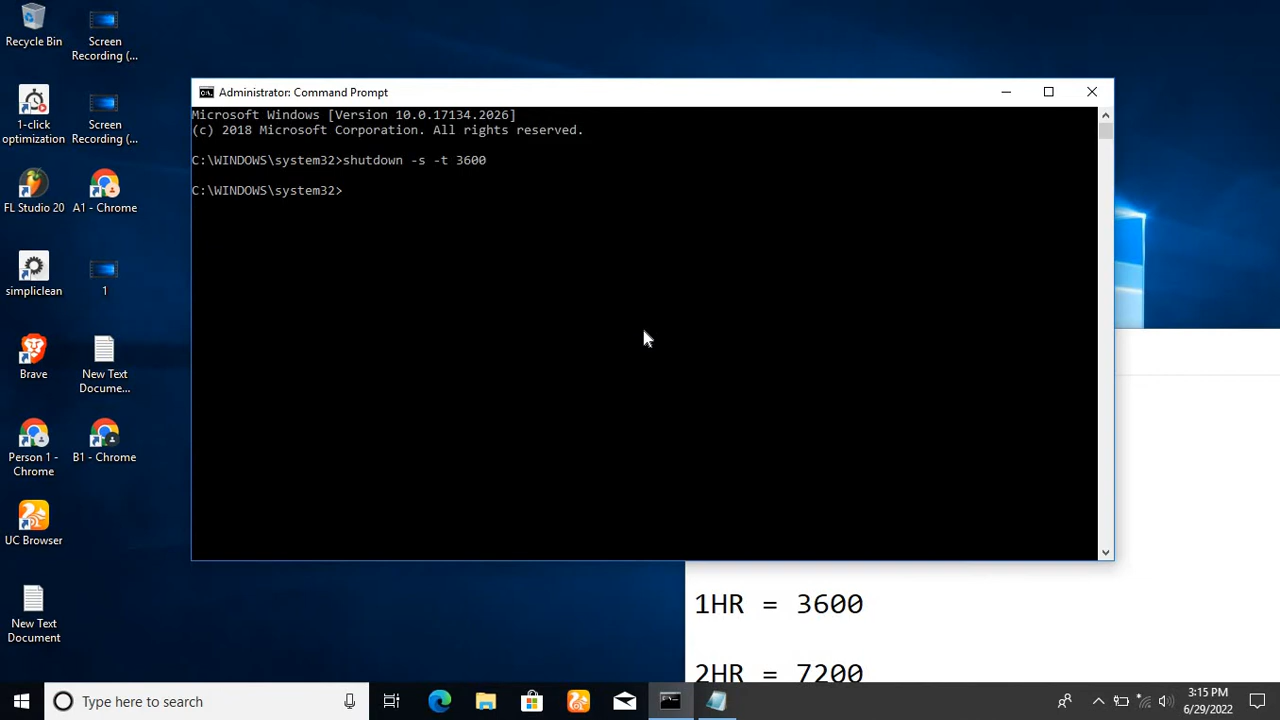 Recycle Bin
Screen
Recording (...
1-click
optimization
Screen
Recording (...
FL Studio 20
A1 - Chrome
simpliclean
1
Brave
New Text
Docume...
Person 1 -
Chrome
B1 - Chrome
UC Browser
New Text
Document
Administrator: Command Prompt
Microsoft Windows [Version 10.0.17134.2026]
(c) 2018 Microsoft Corporation. All rights reserved.
C:\WINDOWS\system32>shutdown -s -t 3600
C:\WINDOWS\system32>
1HR = 3600
2HR = 7200
Type here to search
3:15 PM
6/29/2022